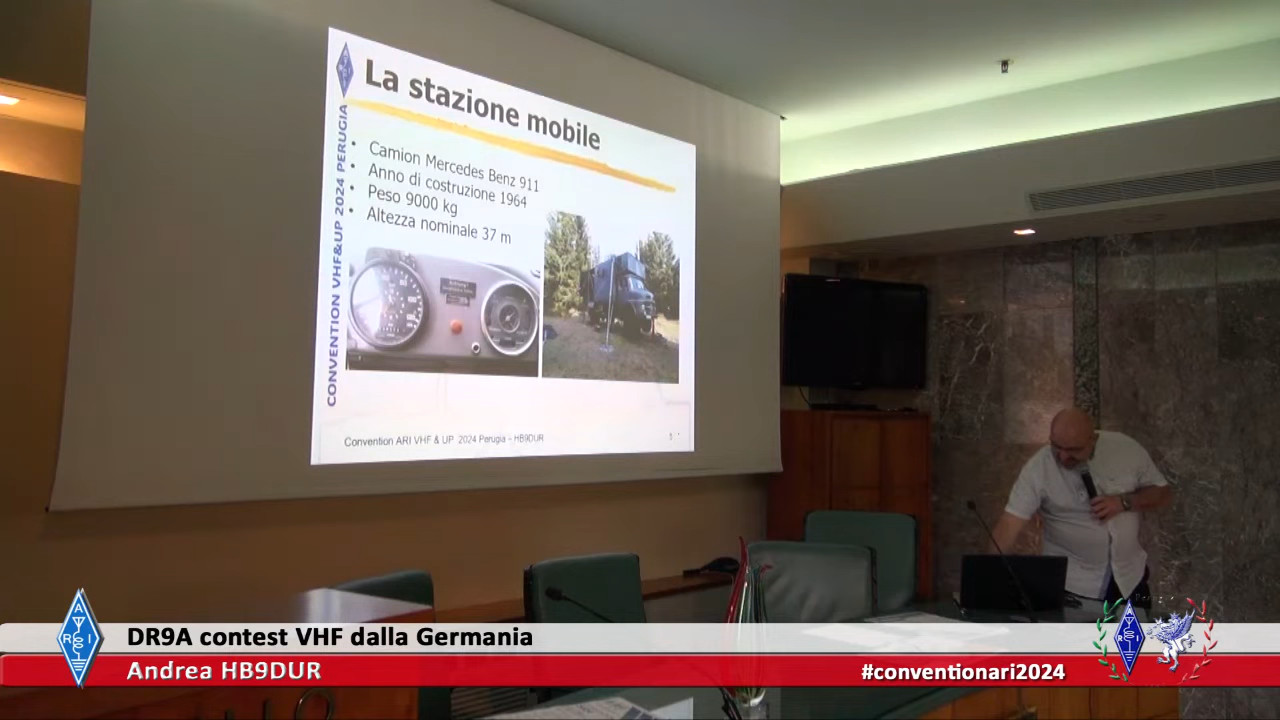 La stazione mobile
• Camion Mercedes Benz 911
• Anno di costruzione 1964
• Peso 9000 kg
• Altezza nominale 37 m
CONVENTION VHF&UP 2024 PERUGIA
Convention ARI VHF & UP 2024 Perugia – HB9DUR
Achtung!
A
R I
DR9A contest VHF dalla Germania
Andrea HB9DUR
#conventionari2024
R I